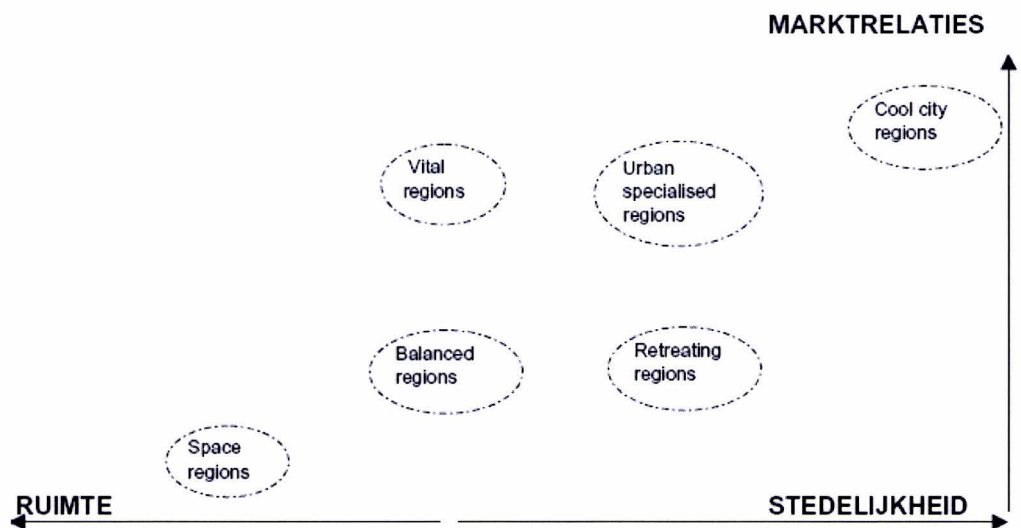 MARKTRELATIES
Cool city
regions
Vital
regions
Urban
specialised
regions
Balanced
regions
Retreating
regions
Space
regions
RUIMTE
STEDELIJKHEID